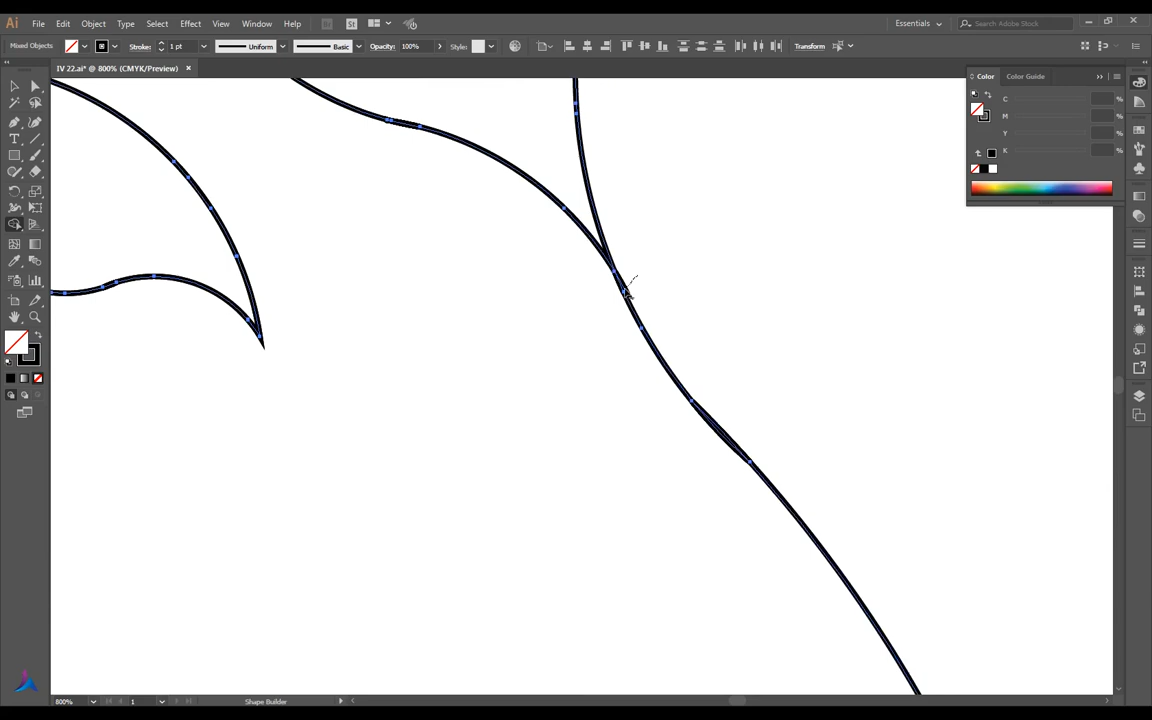 Ai File Edit Object Type Select Effect View Window Help Br St Essentials Search Adobe Stock
Mixed Objects Stroke: 1 pt Uniform Basic Opacity: 100% Style: Transform
IV 22.ai* @ 800% (CMYK/Preview)
Color Color Guide
C %
M %
Y %
K %
800% 1 Shape Builder